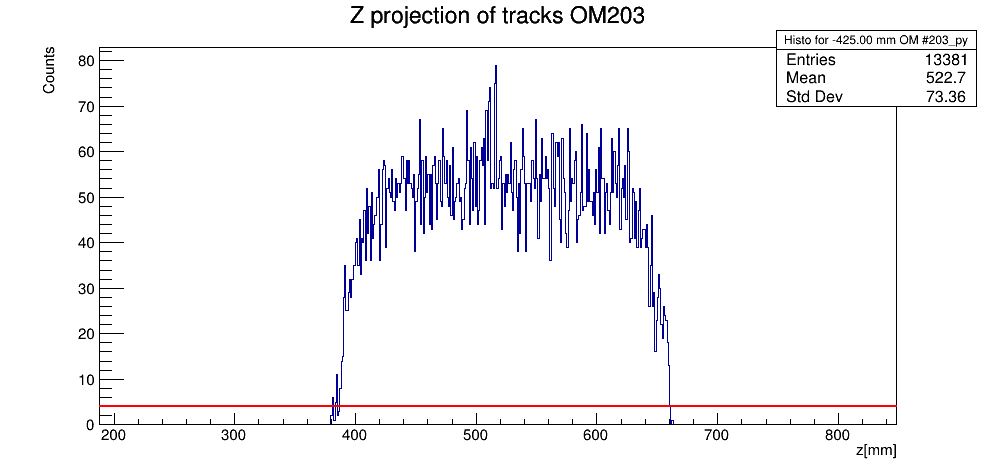 Z projection of tracks OM203
Histo for -425.00 mm OM #203_py
Entries 13381
Mean 522.7
Std Dev 73.36
Counts
80
70
60
50
40
30
20
10
0
200 300 400 500 600 700 800
z[mm]